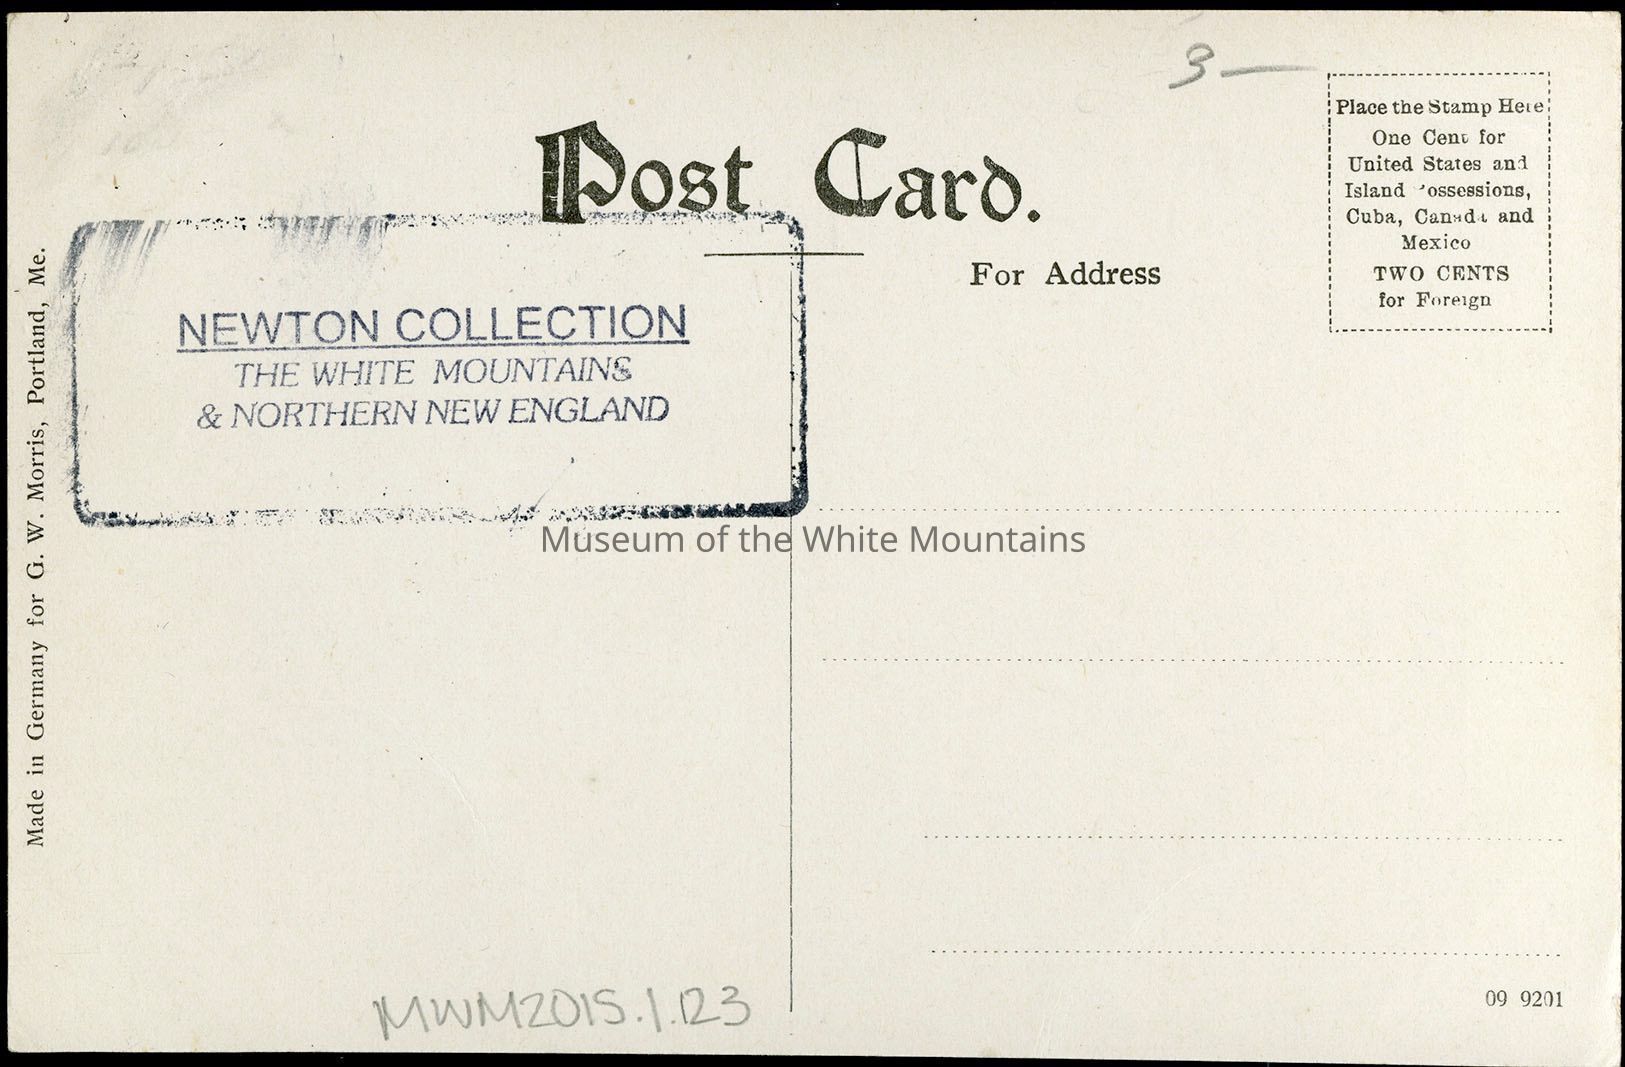 3—
Place the Stamp Here
One Cent for
United States and
Island ossessions,
Cuba, Canada and
Mexico
TWO CENTS
for Foreign
Post Card.
For Address
NEWTON COLLECTION
THE WHITE MOUNTAINS
& NORTHERN NEW ENGLAND
Made in Germany for G. W. Morris, Portland, Me.
Museum of the White Mountains
09 9201
MWM2015.1.123